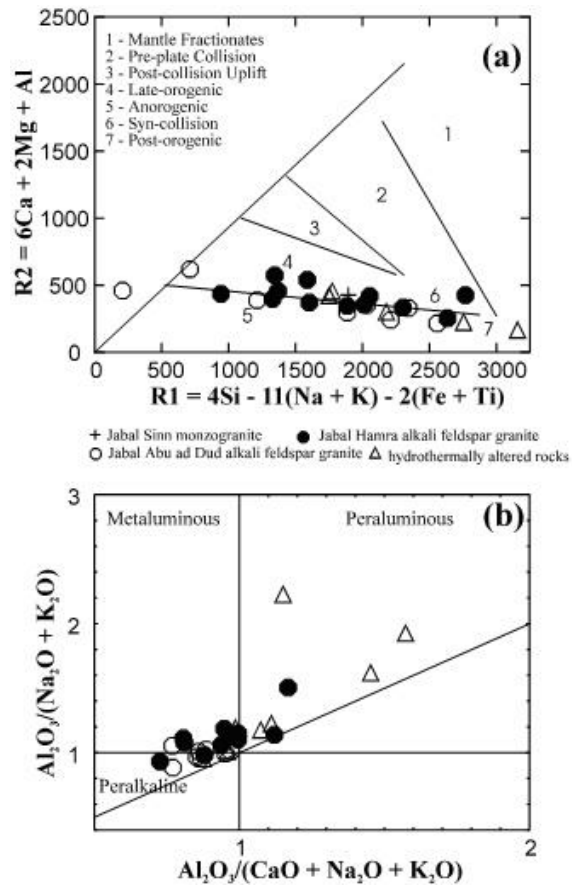 (a)
1 - Mantle Fractionates
2 - Pre-plate Collision
3 - Post-collision Uplift
4 - Late-orogenic
5 - Anorogenic
6 - Syn-collision
7 - Post-orogenic
2500
2000
1500
1000
500
0
R2 = 6Ca + 2Mg + Al
1
2
3
4
5
6
7
0 500 1000 1500 2000 2500 3000
R1 = 4Si - 11(Na + K) - 2(Fe + Ti)
+ Jabal Sinn monzogranite ● Jabal Hamra alkali feldspar granite
○ Jabal Abu ad Dud alkali feldspar granite △ hydrothermally altered rocks
3
Metaluminous Peraluminous (b)
2
1
Al₂O₃/(Na₂O + K₂O)
Peralkaline
1 2
Al₂O₃/(CaO + Na₂O + K₂O)